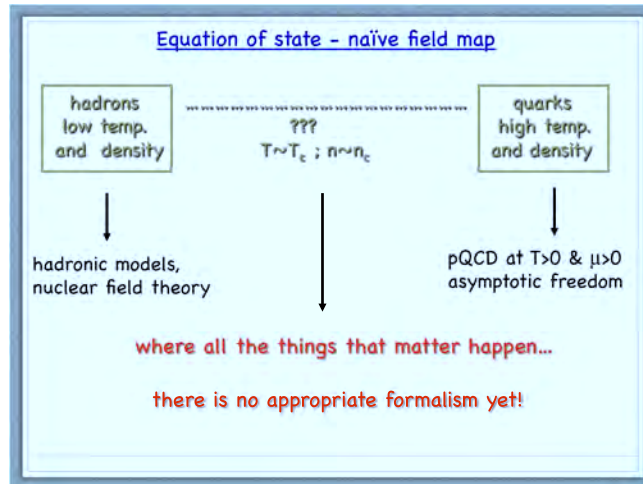 Equation of state - naïve field map
hadrons
low temp.
and density
………………………………………………
???
T~Tc ; n~nc
quarks
high temp.
and density
hadronic models,
nuclear field theory
pQCD at T>0 & μ>0
asymptotic freedom
where all the things that matter happen...
there is no appropriate formalism yet!